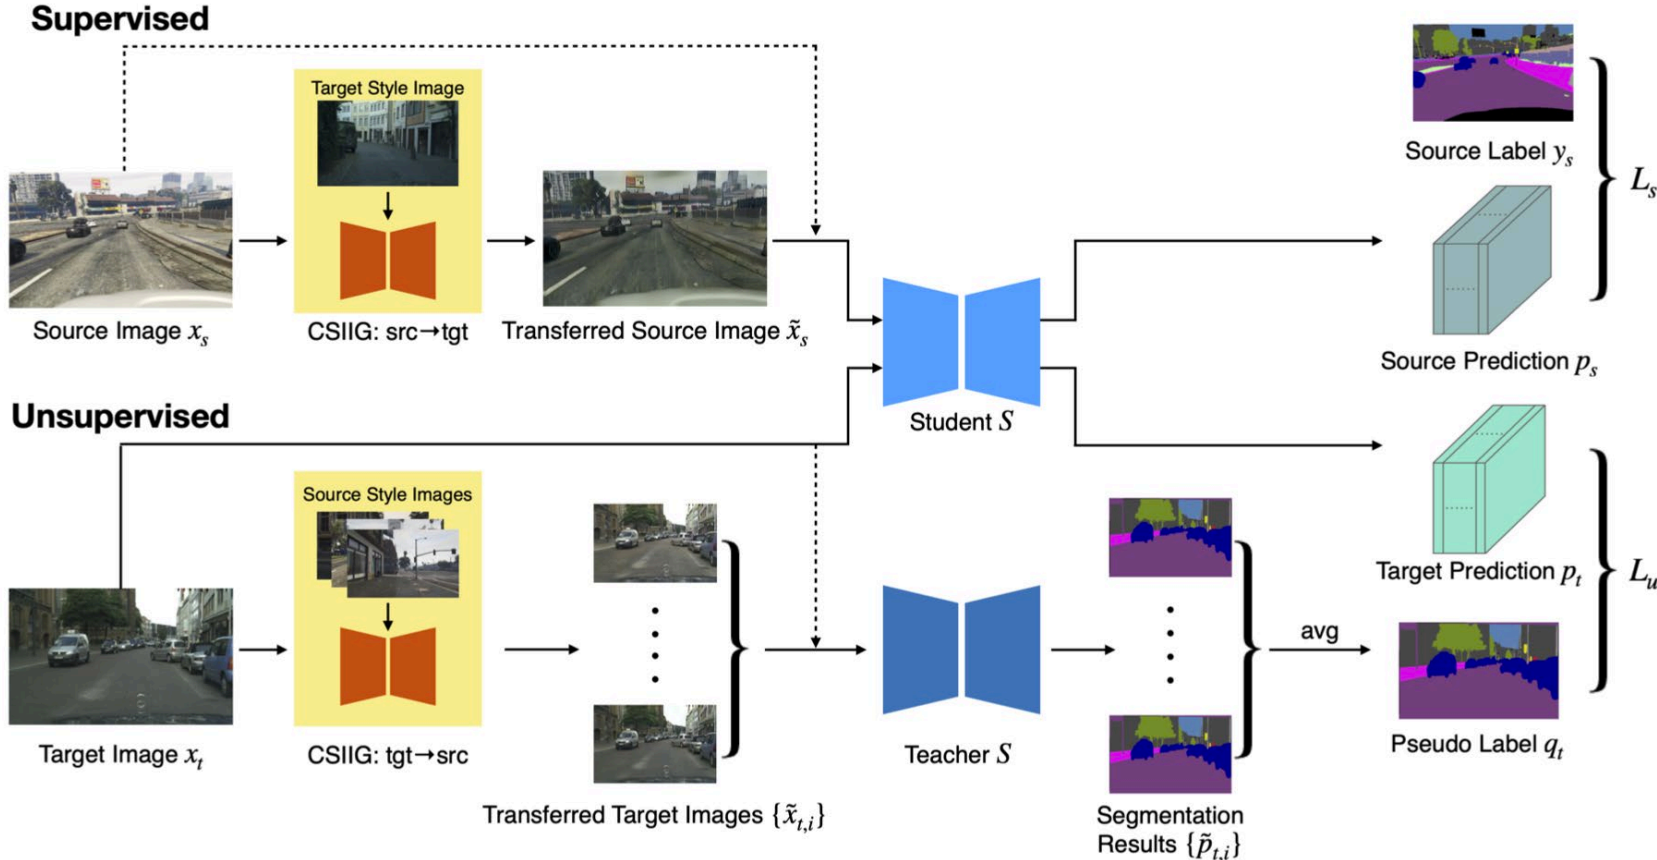 Supervised
Target Style Image
Source Image x_s
CSIIG: src→tgt
Transferred Source Image x̃_s
Student S
Source Label y_s
L_s
Source Prediction p_s
Unsupervised
Source Style Images
Target Image x_t
CSIIG: tgt→src
Transferred Target Images {x̃_{t,i}}
Teacher S
Segmentation
Results {p̃_{t,i}}
avg
Target Prediction p_t
L_u
Pseudo Label q_t